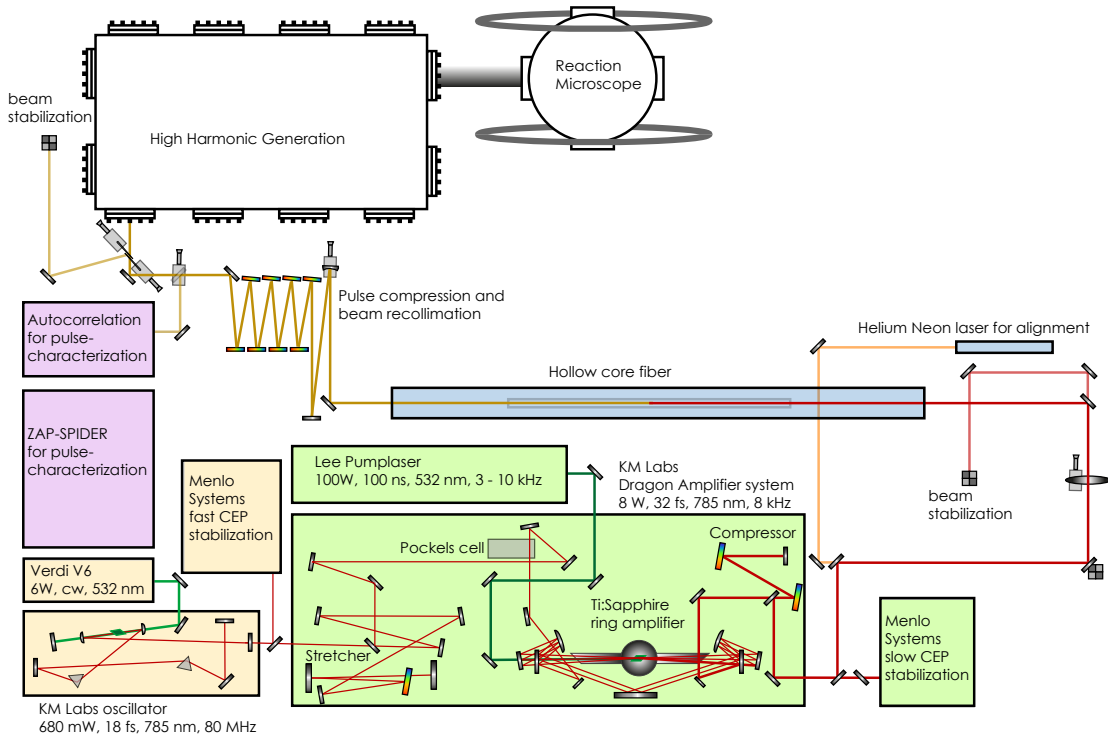 Reaction
Microscope
beam
stabilization
High Harmonic Generation
Pulse compression and
beam recollimation
Autocorrelation
for pulse-
characterization
Helium Neon laser for alignment
Hollow core fiber
ZAP-SPIDER
for pulse-
characterization
Menlo
Systems
fast CEP
stabilization
Lee Pumplaser
100W, 100 ns, 532 nm, 3 - 10 kHz
KM Labs
Dragon Amplifier system
8 W, 32 fs, 785 nm, 8 kHz
beam
stabilization
Pockels cell
Compressor
Verdi V6
6W, cw, 532 nm
Ti:Sapphire
ring amplifier
Menlo
Systems
slow CEP
stabilization
Stretcher
KM Labs oscillator
680 mW, 18 fs, 785 nm, 80 MHz